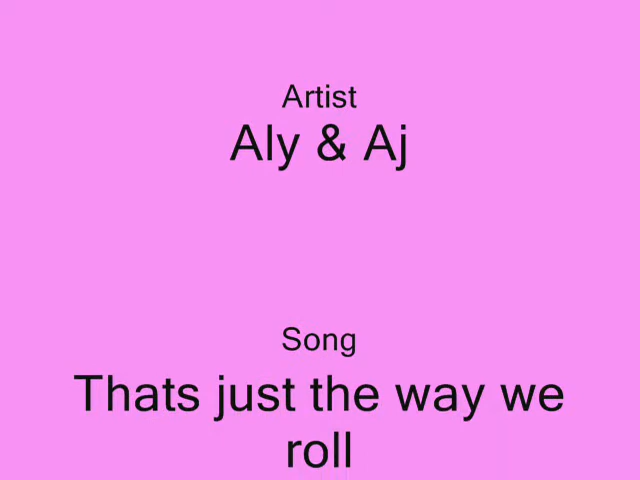 Artist
Aly & Aj
Song
Thats just the way we
roll